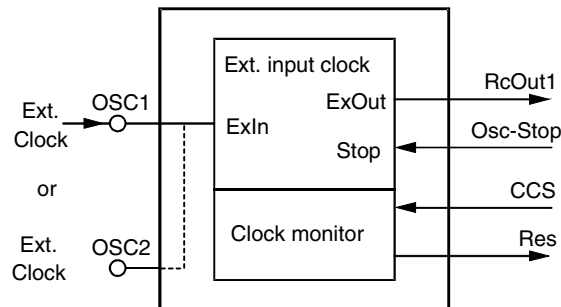 Ext. input clock
RcOut1
ExOut
OSC1
Ext.
Clock
ExIn
Osc-Stop
Stop
or
CCS
Clock monitor
Res
Ext.
Clock
OSC2